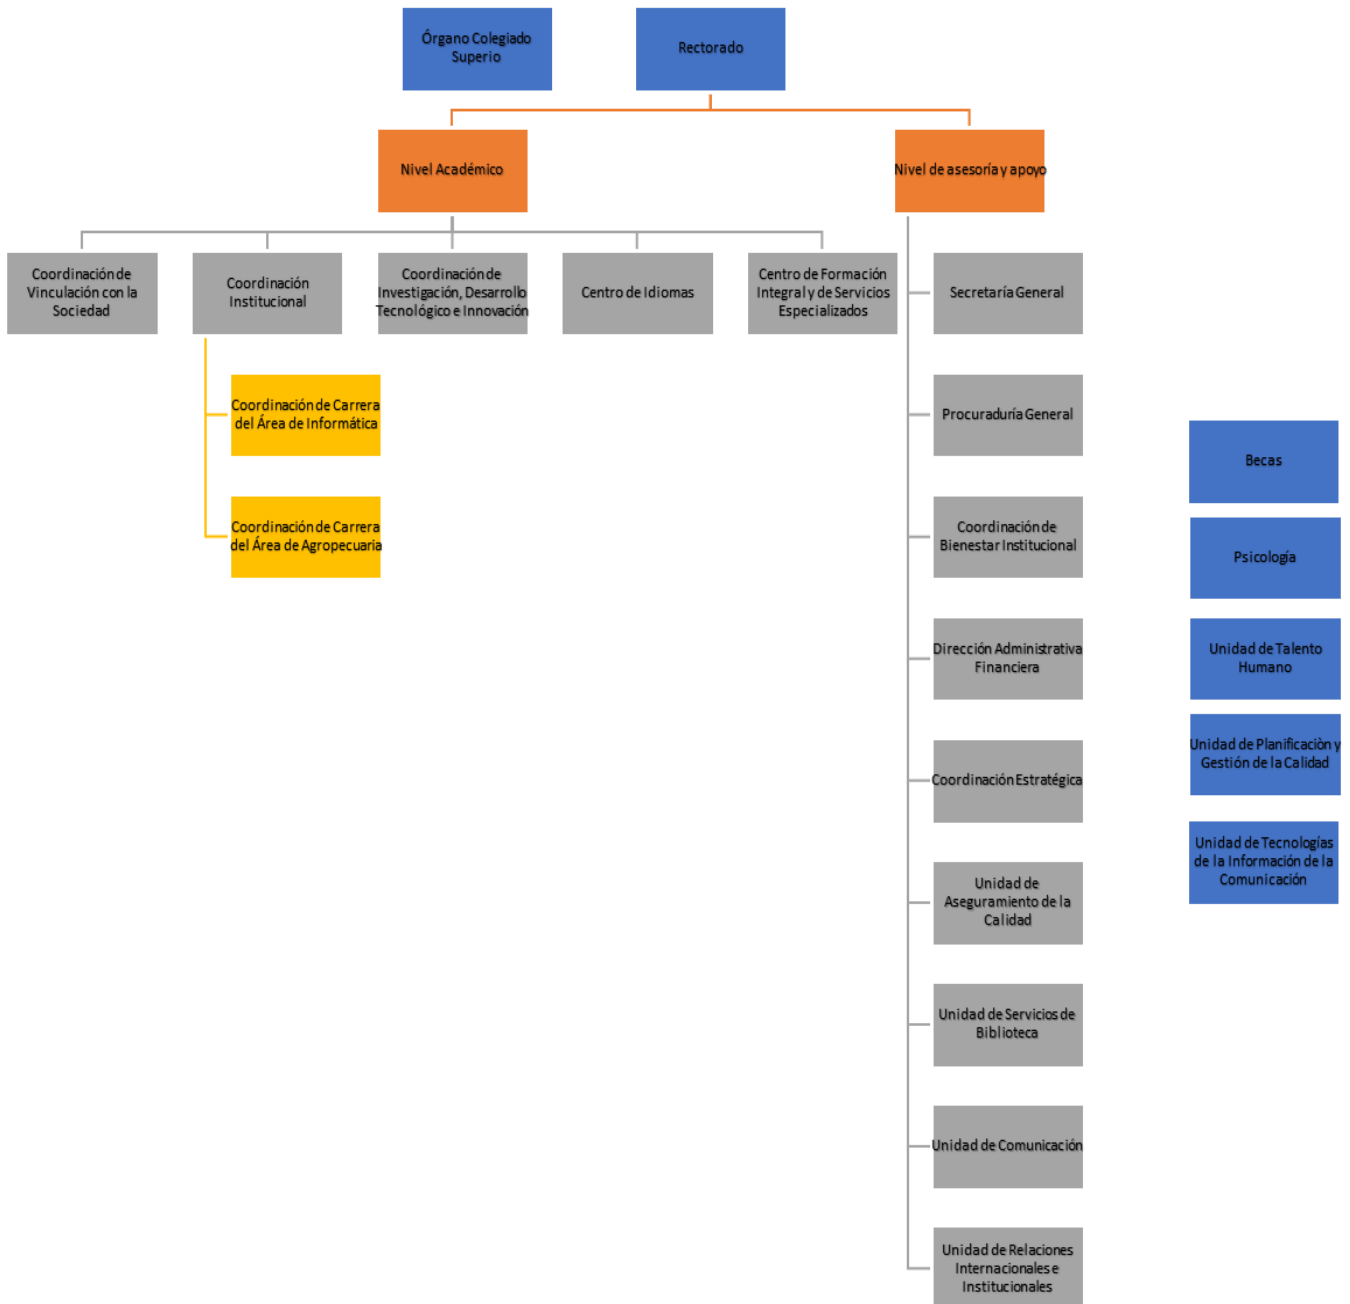 Órgano Colegiado
Superio
Rectorado
Nivel Académico
Nivel de asesoría y apoyo
Coordinación de
Vinculación con la
Sociedad
Coordinación
Institucional
Coordinación de
Investigación, Desarrollo
Tecnológico e Innovación
Centro de Idiomas
Centro de Formación
Integral y de Servicios
Especializados
Coordinación de Carrera
del Área de Informática
Coordinación de Carrera
del Área de Agropecuaria
Secretaría General
Procuraduría General
Coordinación de
Bienestar Institucional
Dirección Administrativa
Financiera
Coordinación Estratégica
Unidad de
Aseguramiento de la
Calidad
Unidad de Servicios de
Biblioteca
Unidad de Comunicación
Unidad de Relaciones
Internacionales e
Institucionales
Becas
Psicología
Unidad de Talento
Humano
Unidad de Planificaciòn y
Gestión de la Calidad
Unidad de Tecnologías
de la Información de la
Comunicación